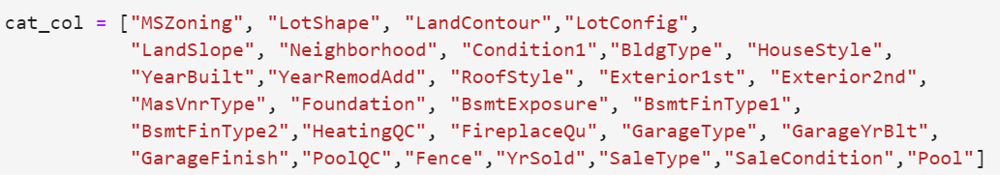 cat_col = ["MSZoning", "LotShape", "LandContour","LotConfig",
"LandSlope", "Neighborhood", "Condition1","BldgType", "HouseStyle",
"YearBuilt","YearRemodAdd", "RoofStyle", "Exterior1st", "Exterior2nd",
"MasVnrType", "Foundation", "BsmtExposure", "BsmtFinType1",
"BsmtFinType2","HeatingQC", "FireplaceQu", "GarageType", "GarageYrBlt",
"GarageFinish","PoolQC","Fence","YrSold","SaleType","SaleCondition","Pool"]